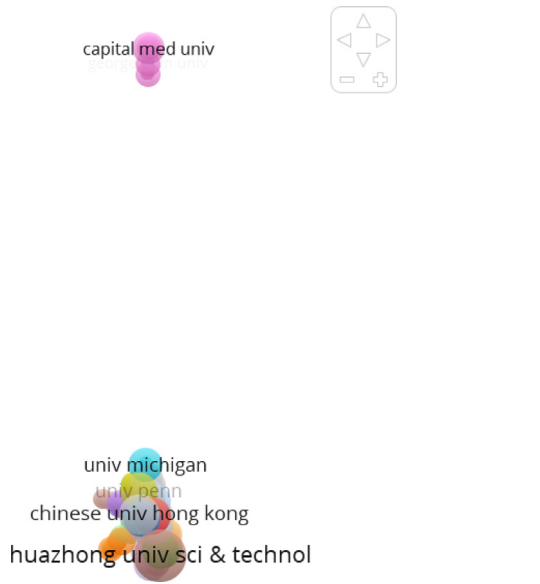 capital med univ
univ michigan
univ penn
chinese univ hong kong
huazhong univ sci & technol